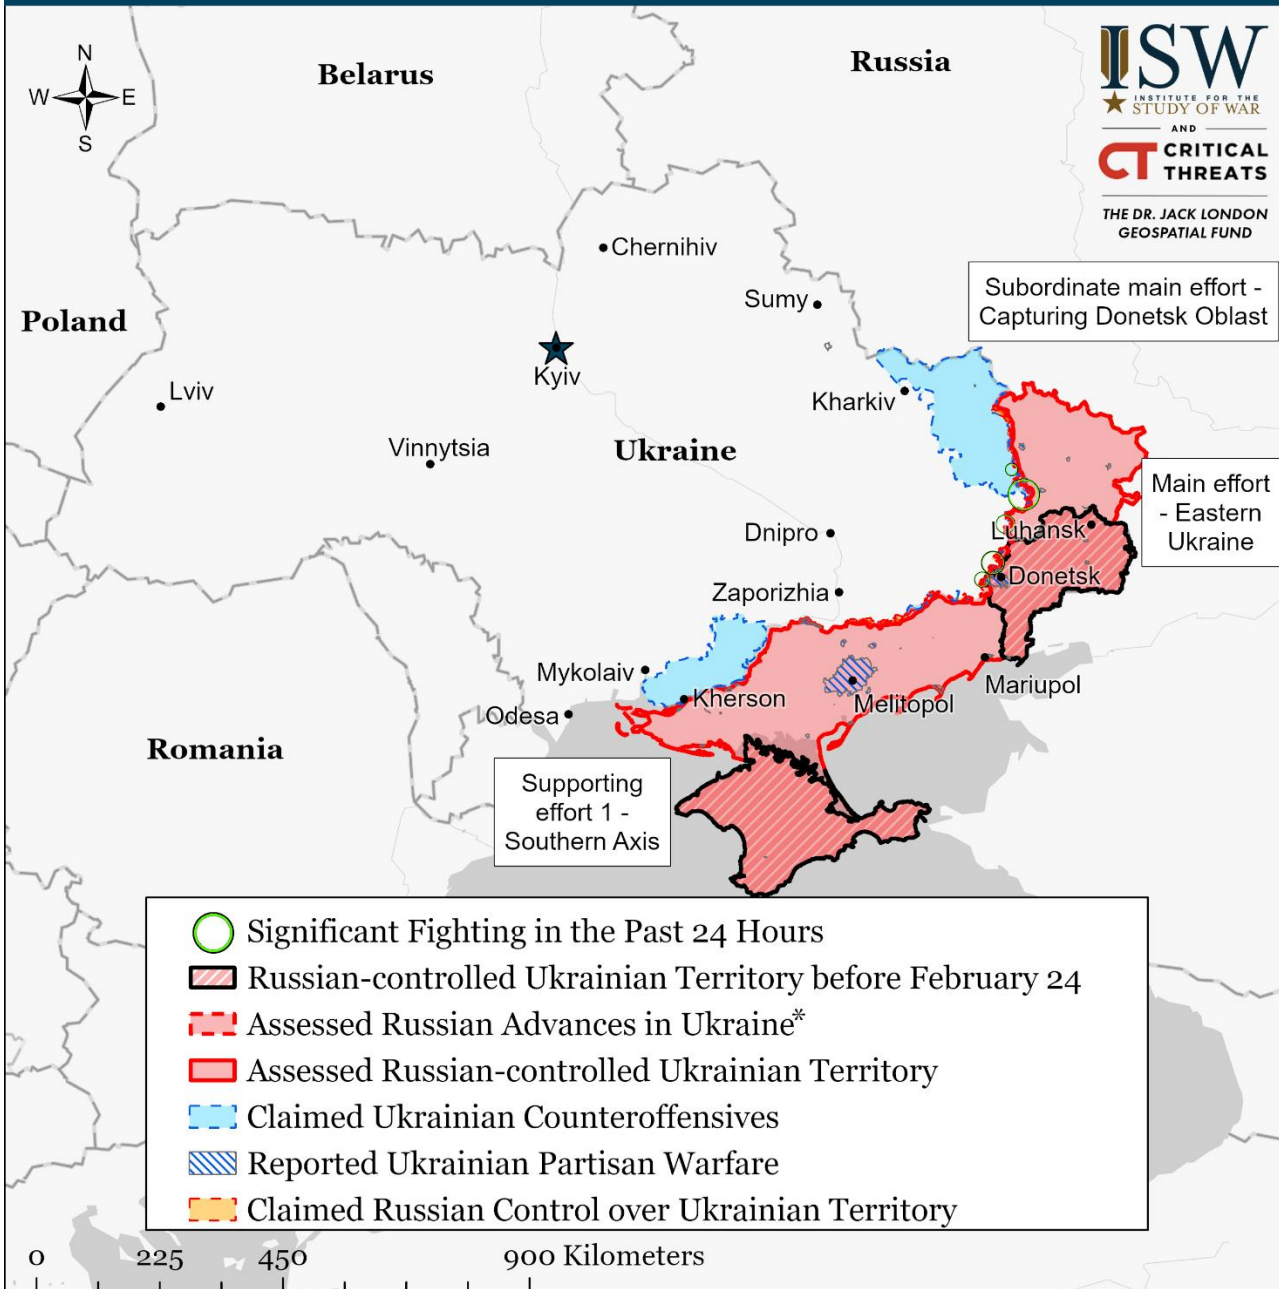 N
W
E
S
Belarus
Russia
ISW
INSTITUTE FOR THE
STUDY OF WAR
AND
CT CRITICAL
THREATS
THE DR. JACK LONDON
GEOSPATIAL FUND
Chernihiv
Sumy
Subordinate main effort -
Capturing Donetsk Oblast
Poland
Kyiv
Lviv
Kharkiv
Vinnytsia
Ukraine
Main effort
- Eastern
Ukraine
Dnipro
Luhansk
Donetsk
Zaporizhia
Mykolaiv
Mariupol
Kherson
Melitopol
Odesa
Romania
Supporting
effort 1 -
Southern Axis
Significant Fighting in the Past 24 Hours
Russian-controlled Ukrainian Territory before February 24
Assessed Russian Advances in Ukraine*
Assessed Russian-controlled Ukrainian Territory
Claimed Ukrainian Counteroffensives
Reported Ukrainian Partisan Warfare
Claimed Russian Control over Ukrainian Territory
0 225 450 900 Kilometers